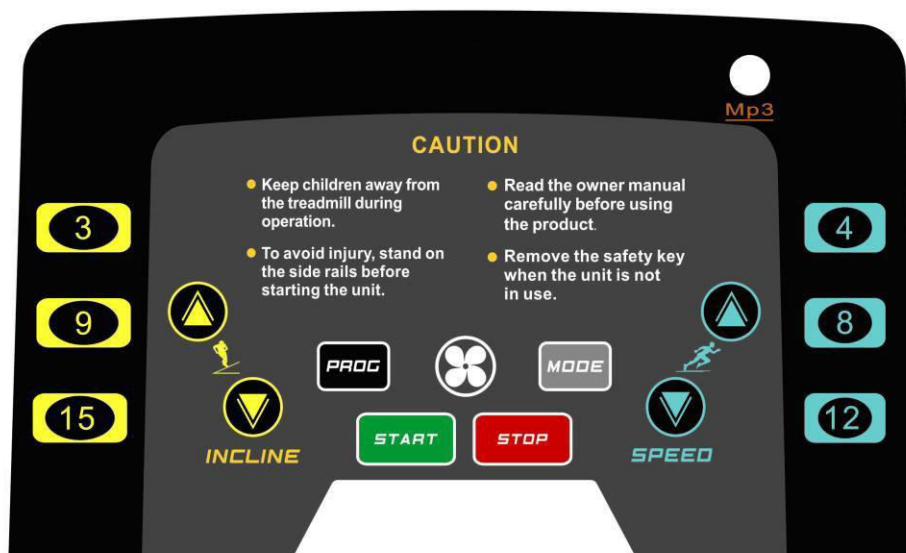 Mp3
CAUTION
Keep children away from
the treadmill during
operation.
To avoid injury, stand on
the side rails before
starting the unit.
Read the owner manual
carefully before using
the product.
Remove the safety key
when the unit is not
in use.
3
9
15
4
8
12
PROG
MODE
START
STOP
INCLINE
SPEED